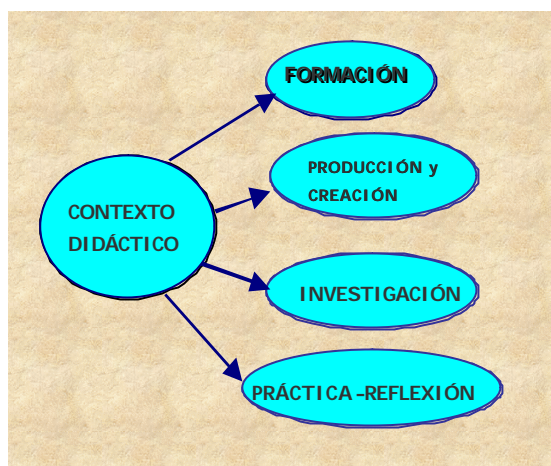 FORMACIÓN
PRODUCCIÓN y
CREACIÓN
CONTEXTO
DIDÁCTICO
INVESTIGACIÓN
PRÁCTICA -REFLEXIÓN